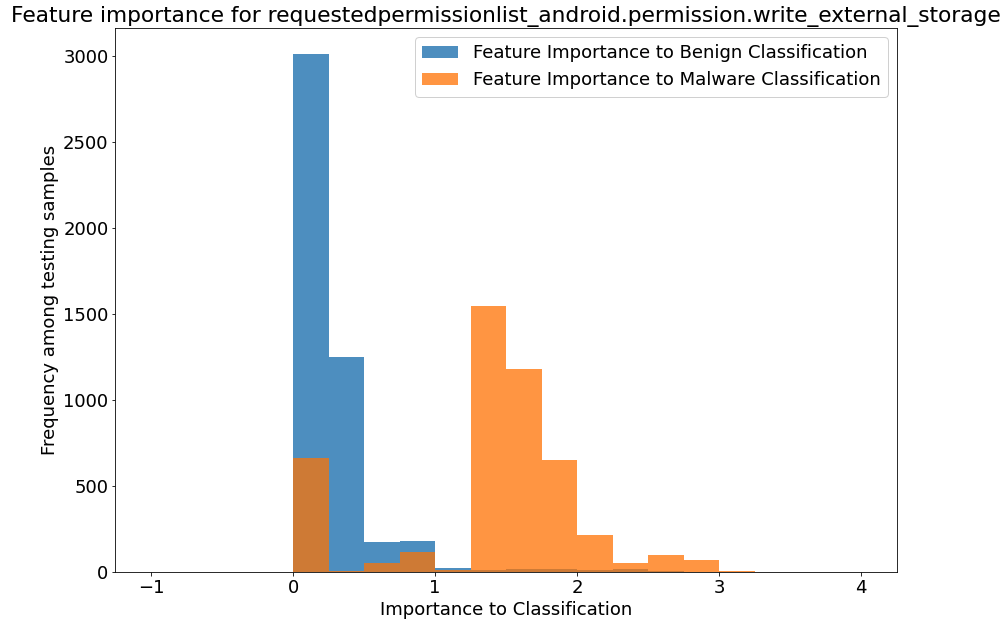 Feature importance for requestedpermissionlist_android.permission.write_external_storage
Feature Importance to Benign Classification
Feature Importance to Malware Classification
Frequency among testing samples
3000
2500
2000
1500
1000
500
0
−1
0
1
2
3
4
Importance to Classification